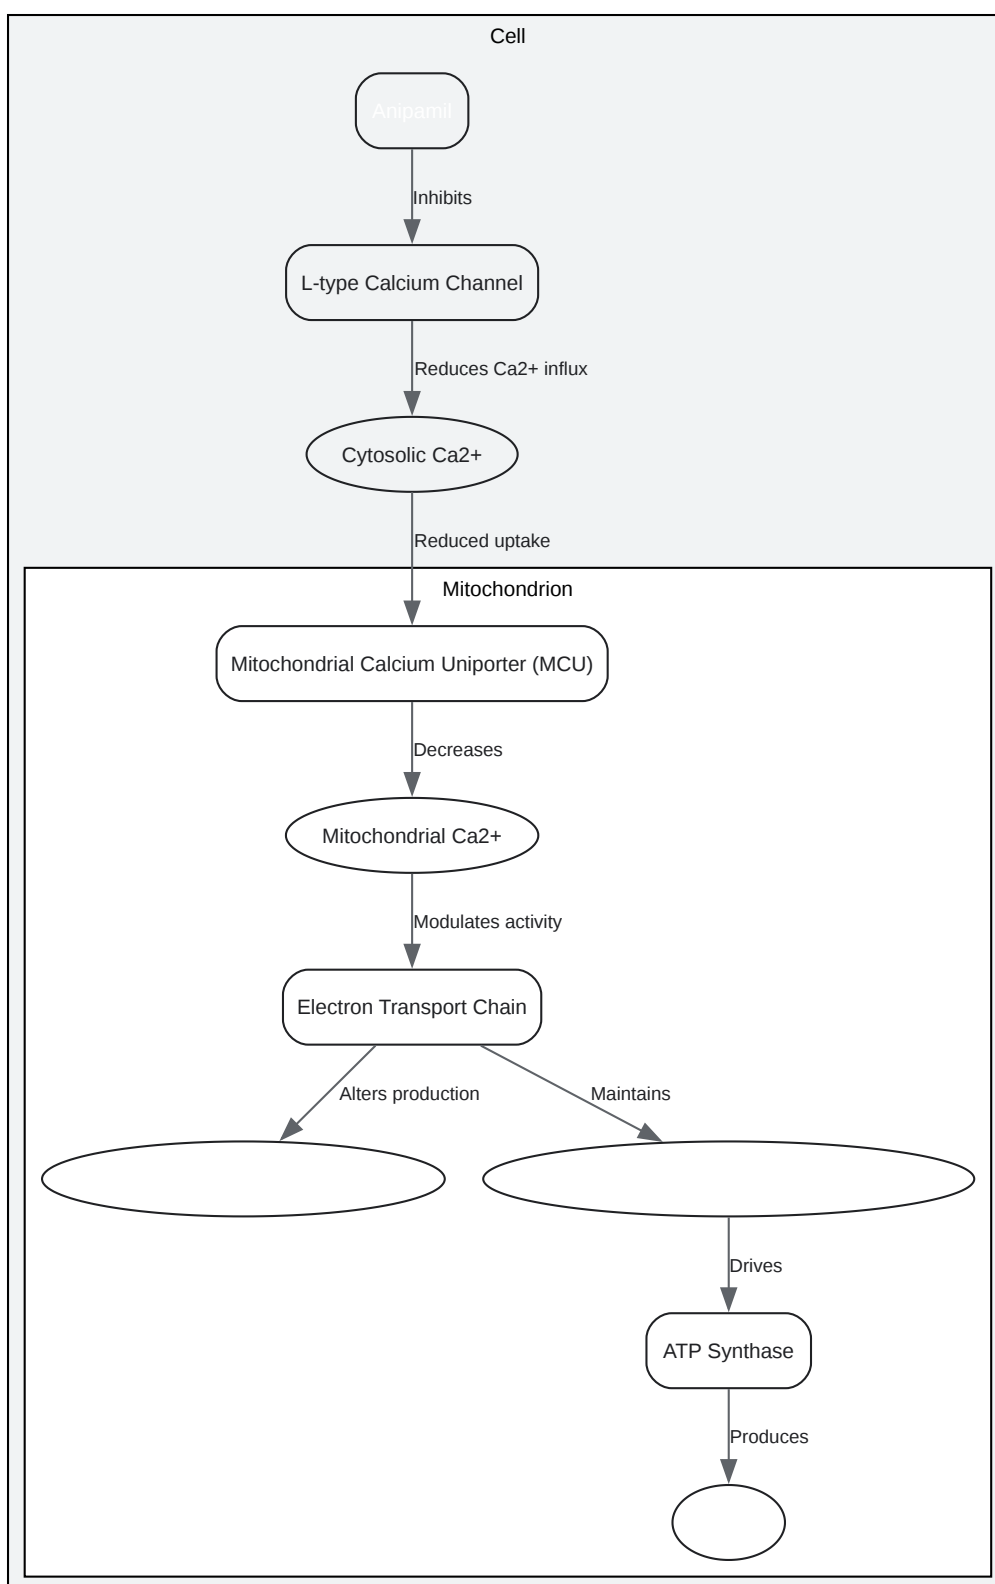 Cell
Anipamil
Inhibits
L-type Calcium Channel
Reduces Ca2+ influx
Cytosolic Ca2+
Reduced uptake
Mitochondrion
Mitochondrial Calcium Uniporter (MCU)
Decreases
Mitochondrial Ca2+
Modulates activity
Electron Transport Chain
Alters production
Maintains
Drives
ATP Synthase
Produces